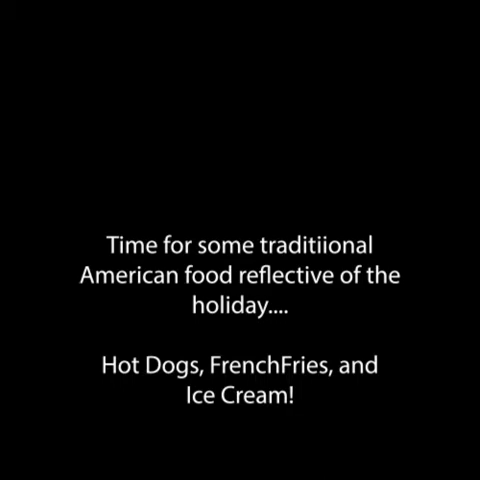 Time for some traditiional
American food reflective of the
holiday....
Hot Dogs, FrenchFries, and
Ice Cream!